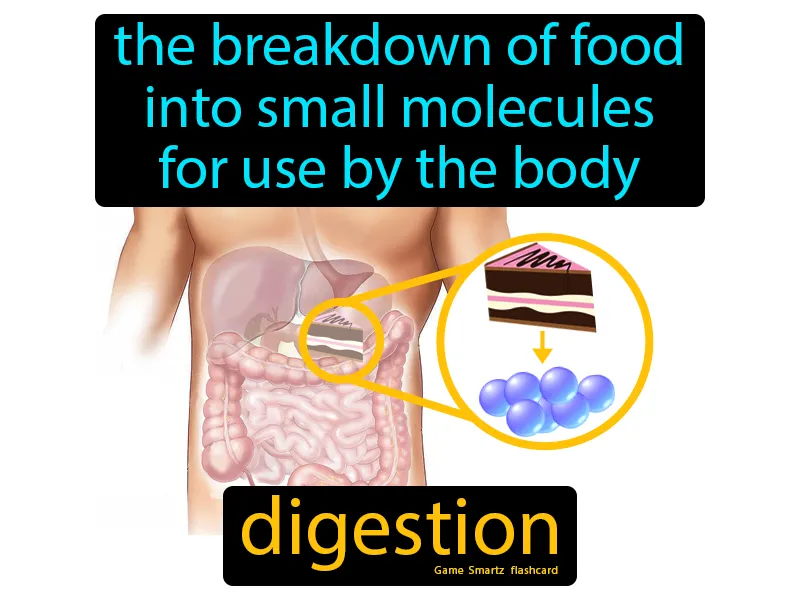 the breakdown of food
into small molecules
for use by the body
digestion
Game Smartz flashcard